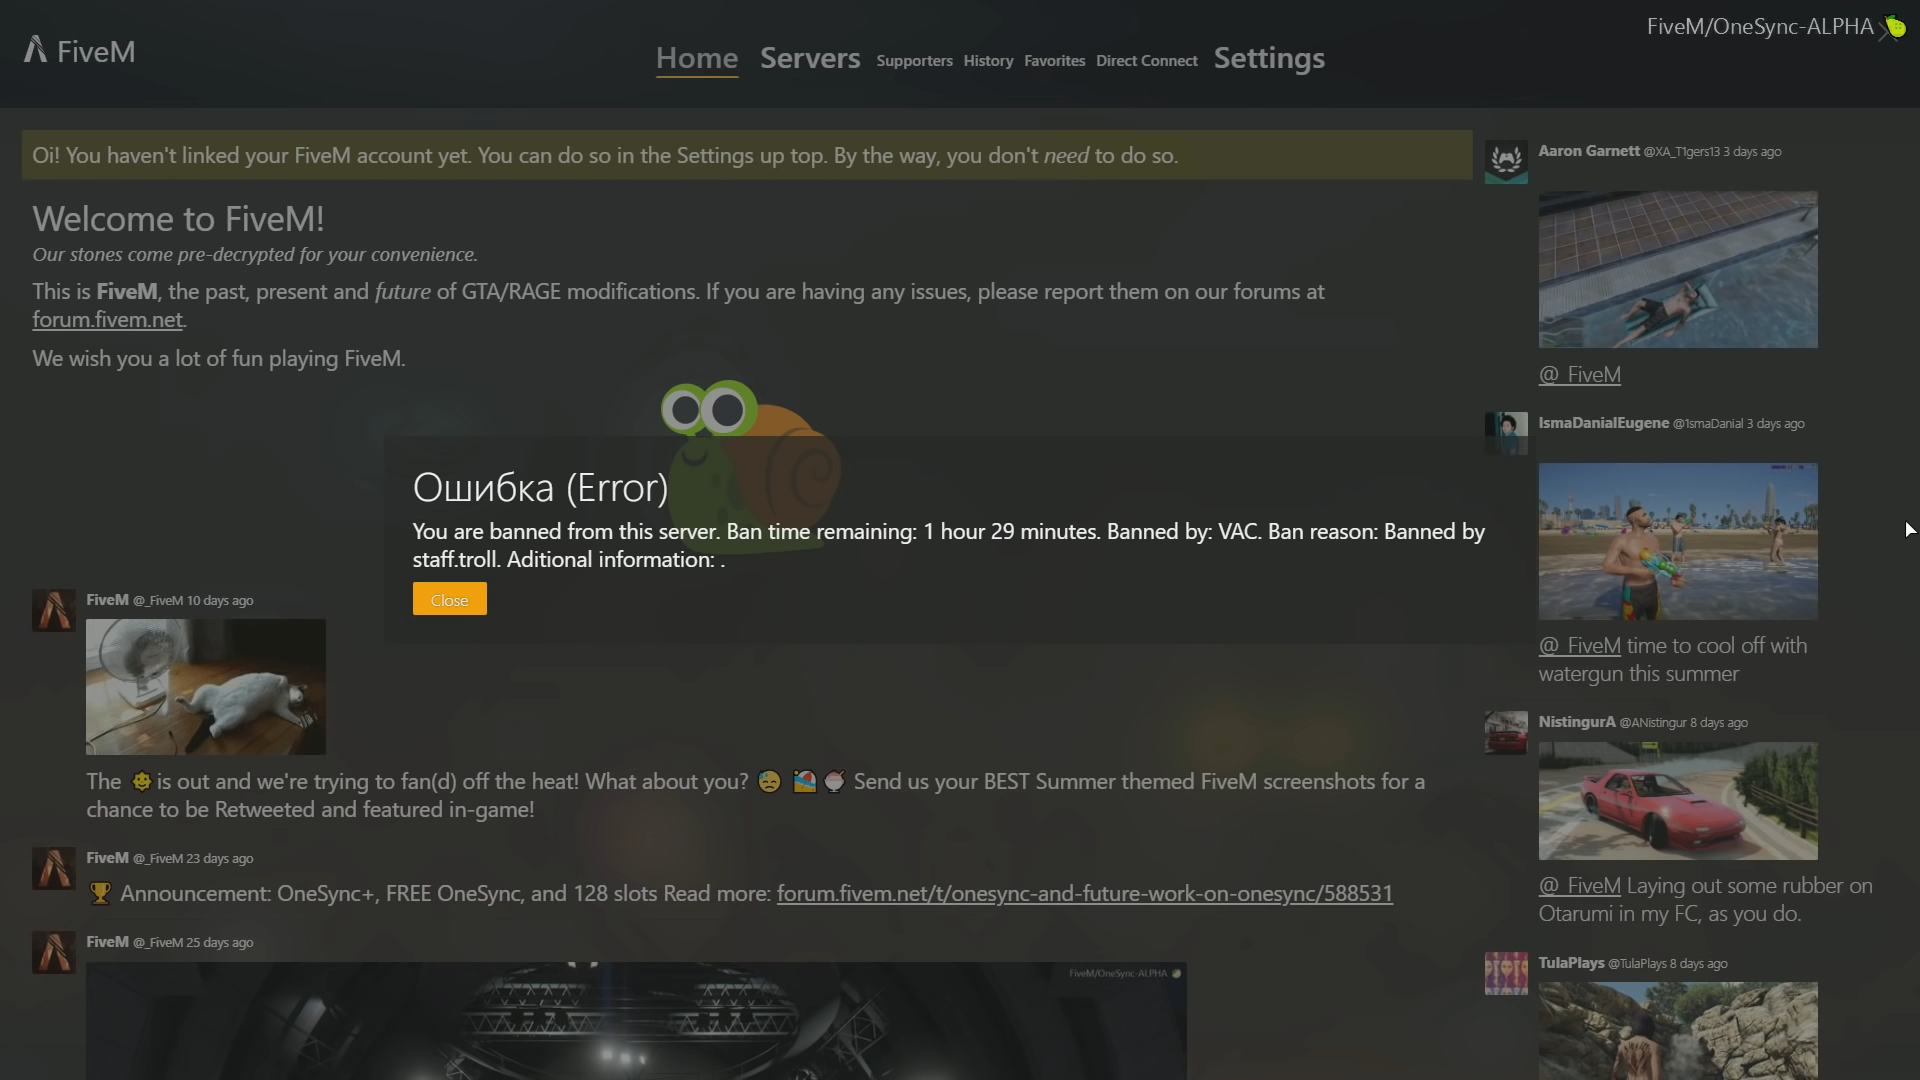 FiveM
Home Servers Supporters History Favorites Direct Connect Settings
FiveM/OneSync-ALPHA
Oi! You haven't linked your FiveM account yet. You can do so in the Settings up top. By the way, you don't need to do so.
Welcome to FiveM!
Our stones come pre-decrypted for your convenience.
This is FiveM, the past, present and future of GTA/RAGE modifications. If you are having any issues, please report them on our forums at
forum.fivem.net.
We wish you a lot of fun playing FiveM.
Ошибка (Error)
You are banned from this server. Ban time remaining: 1 hour 29 minutes. Banned by: VAC. Ban reason: Banned by
staff.troll. Aditional information: .
Close
FiveM @_FiveM 10 days ago
The 🌞 is out and we're trying to fan(d) off the heat! What about you? 😓 🏖 🍨 Send us your BEST Summer themed FiveM screenshots for a
chance to be Retweeted and featured in-game!
FiveM @_FiveM 23 days ago
🏆 Announcement: OneSync+, FREE OneSync, and 128 slots Read more: forum.fivem.net/t/onesync-and-future-work-on-onesync/588531
FiveM @_FiveM 25 days ago
FiveM/OneSync-ALPHA
Aaron Garnett @XA_T1gers13 3 days ago
@_FiveM
IsmaDanialEugene @1smaDanial 3 days ago
@_FiveM time to cool off with
watergun this summer
NistingurA @ANistingur 8 days ago
@_FiveM Laying out some rubber on
Otarumi in my FC, as you do.
TulaPlays @TulaPlays 8 days ago